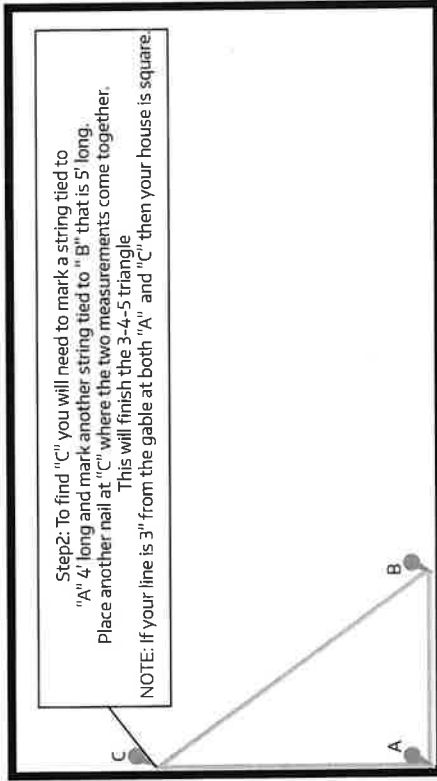 Step2: To find "C" you will need to mark a string tied to
"A" 4' long and mark another string tied to " B" that is 5' long.
Place another nail at "C" where the two measurements come together.
This will finish the 3-4-5 triangle
NOTE: If your line is 3" from the gable at both "A" and "C" then your house is square.
C
A
B